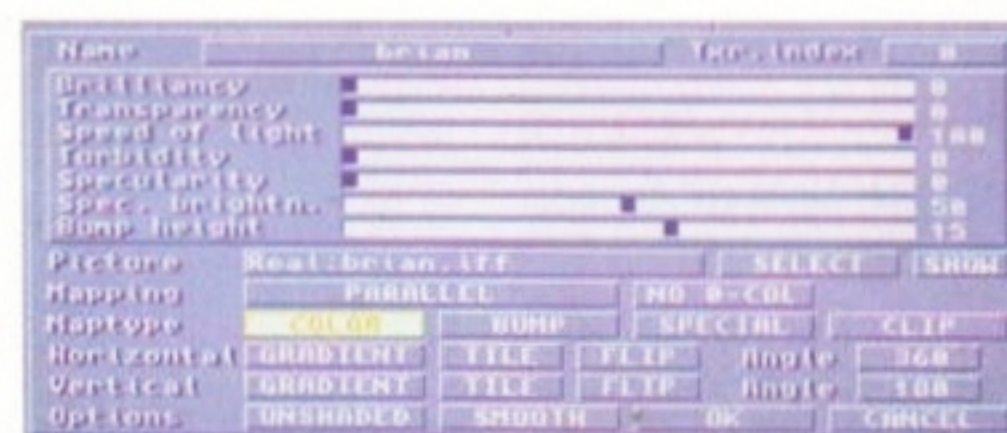 Name brian Txr.index 0
Brilliancy 0
Transparency 0
Speed of light 100
Turbidity 0
Specularity 0
Spec. brightn. 50
Bump height 15
Picture Real:brian.iff SELECT SHOW
Mapping PARALLEL NO 0-COL
Maptype COLOR BUMP SPECIAL CLIP
Horizontal GRADIENT TILE FLIP Angle 360
Vertical GRADIENT TILE FLIP Angle 180
Options UNSHADED SMOOTH OK CANCEL